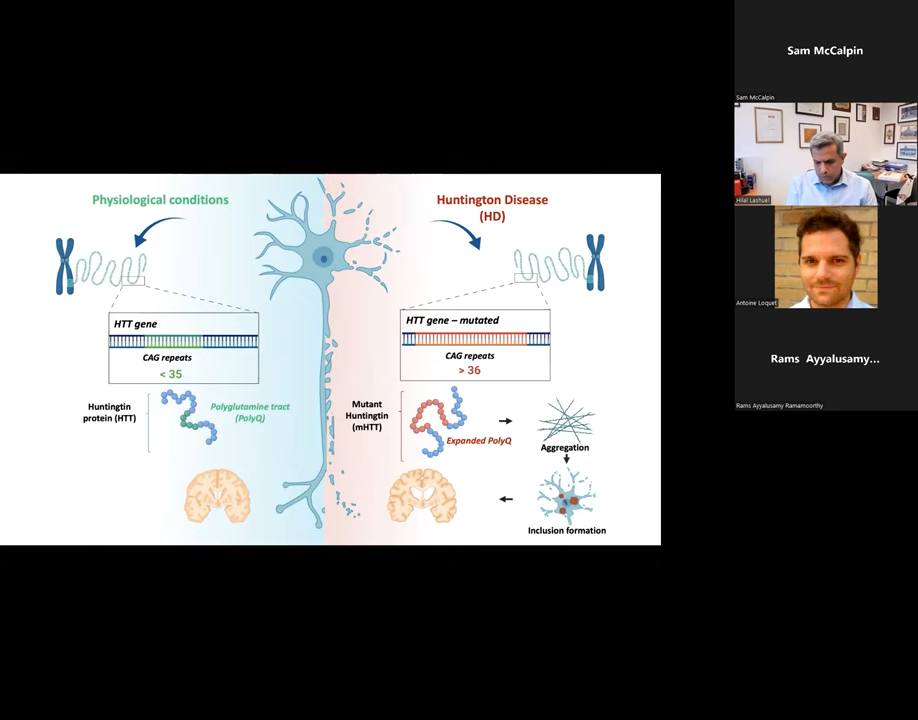 Physiological conditions
HTT gene
CAG repeats
< 35
Huntingtin
protein (HTT)
Polyglutamine tract
(PolyQ)
Huntington Disease
(HD)
HTT gene – mutated
CAG repeats
> 36
Mutant
Huntingtin
(mHTT)
Expanded PolyQ
Aggregation
Inclusion formation
Sam McCalpin
Sam McCalpin
Hilal Lashuel
Antoine Loquet
Rams Ayyalusamy...
Rams Ayyalusamy Ramamoorthy